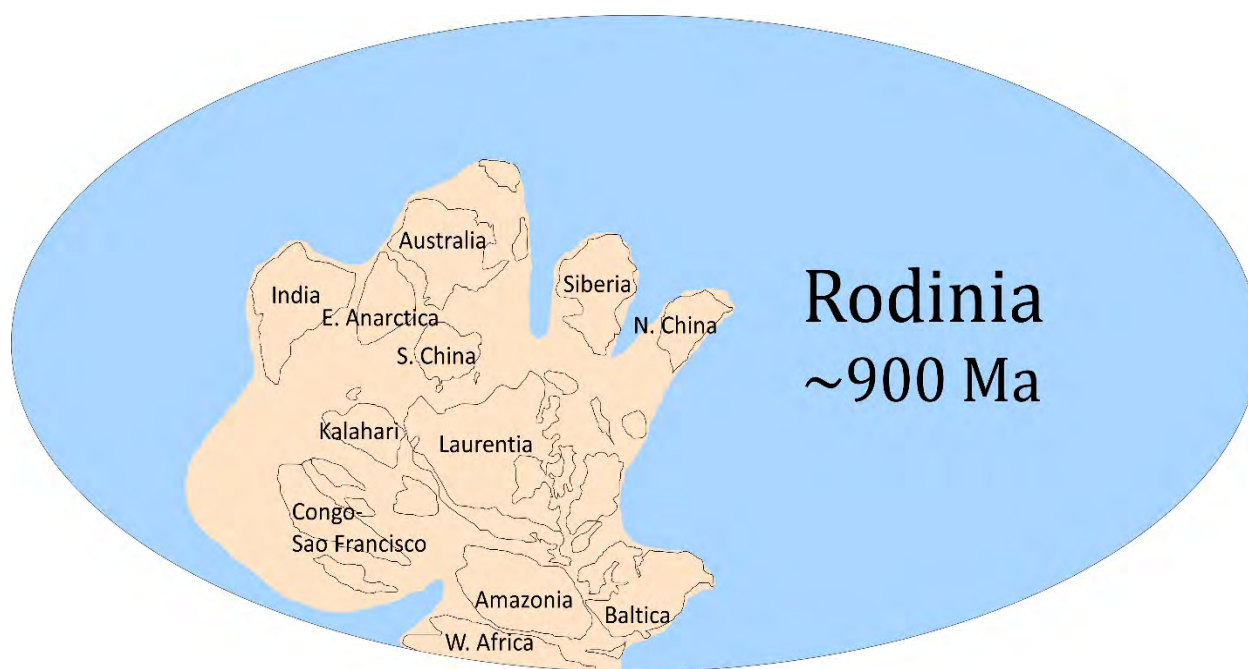 Australia
India
Siberia
E. Anarctica
N. China
S. China
Rodinia
~900 Ma
Kalahari
Laurentia
Congo-
Sao Francisco
Amazonia
Baltica
W. Africa